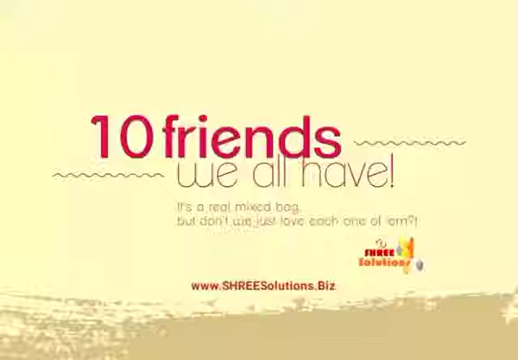 10 friends
we all have!
It's a real mixed bag,
but don't we just love each one of 'em?!
SHREE
Solutions
www.SHREESolutions.Biz